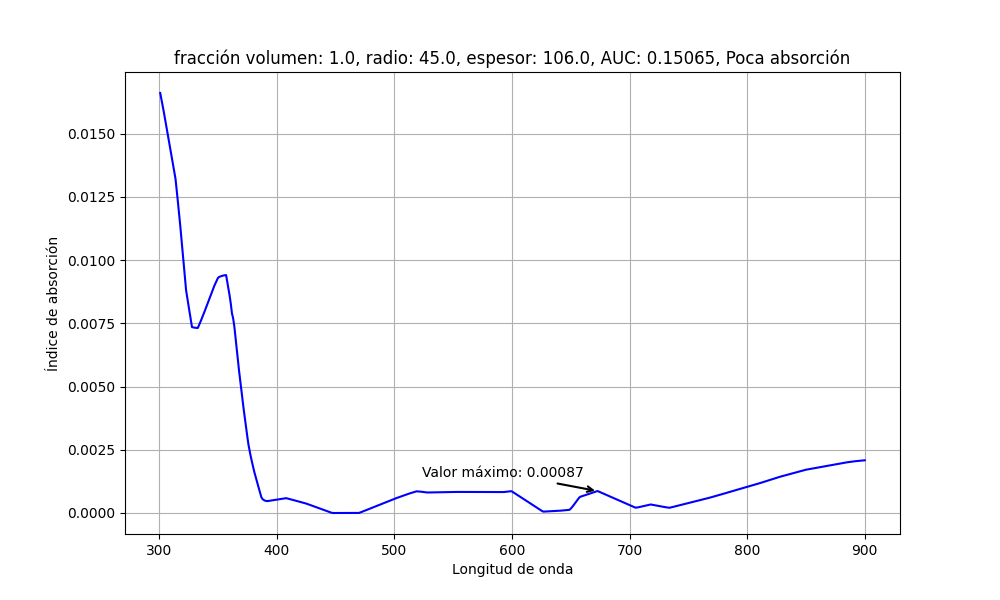 fracción volumen: 1.0, radio: 45.0, espesor: 106.0, AUC: 0.15065, Poca absorción
Índice de absorción
0.0150
0.0125
0.0100
0.0075
0.0050
0.0025
0.0000
Valor máximo: 0.00087
300 400 500 600 700 800 900
Longitud de onda